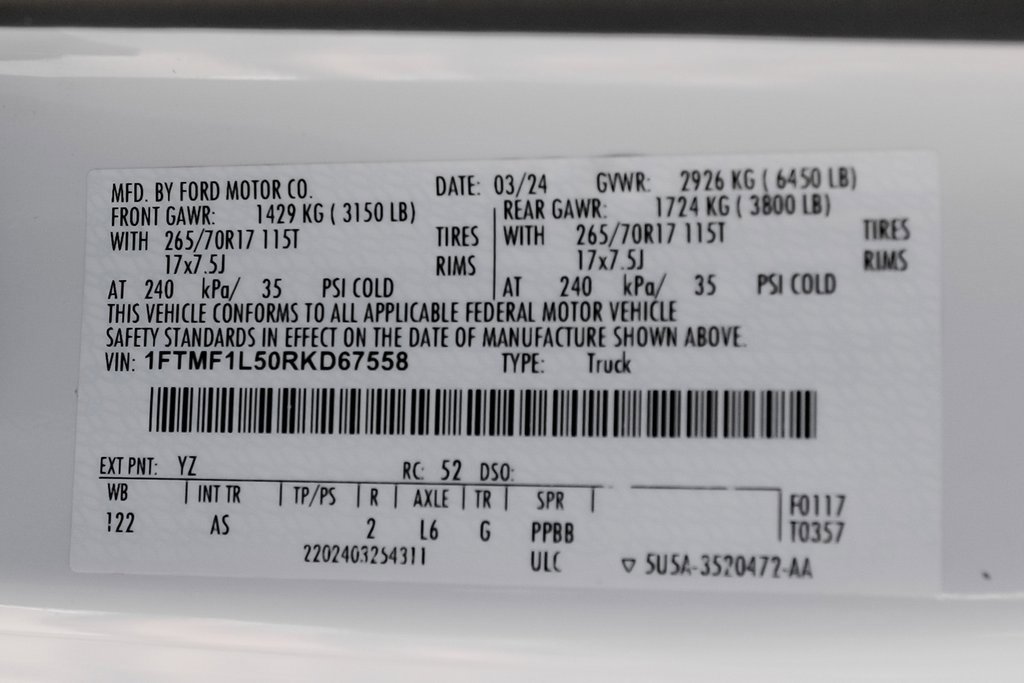 MFD. BY FORD MOTOR CO. DATE: 03/24 GVWR: 2926 KG ( 6450 LB)
FRONT GAWR: 1429 KG ( 3150 LB) REAR GAWR: 1724 KG ( 3800 LB)
WITH 265/70R17 115T TIRES WITH 265/70R17 115T TIRES
17x7.5J RIMS 17x7.5J RIMS
AT 240 kPa/ 35 PSI COLD AT 240 kPa/ 35 PSI COLD
THIS VEHICLE CONFORMS TO ALL APPLICABLE FEDERAL MOTOR VEHICLE
SAFETY STANDARDS IN EFFECT ON THE DATE OF MANUFACTURE SHOWN ABOVE.
VIN: 1FTMF1L50RKD67558 TYPE: Truck
EXT PNT: YZ RC: 52 DSO:
WB INT TR TP/PS R AXLE TR SPR F0117
122 AS 2 L6 G PPBB T0357
2202403254311 ULC ▽ 5U5A-3520472-AA